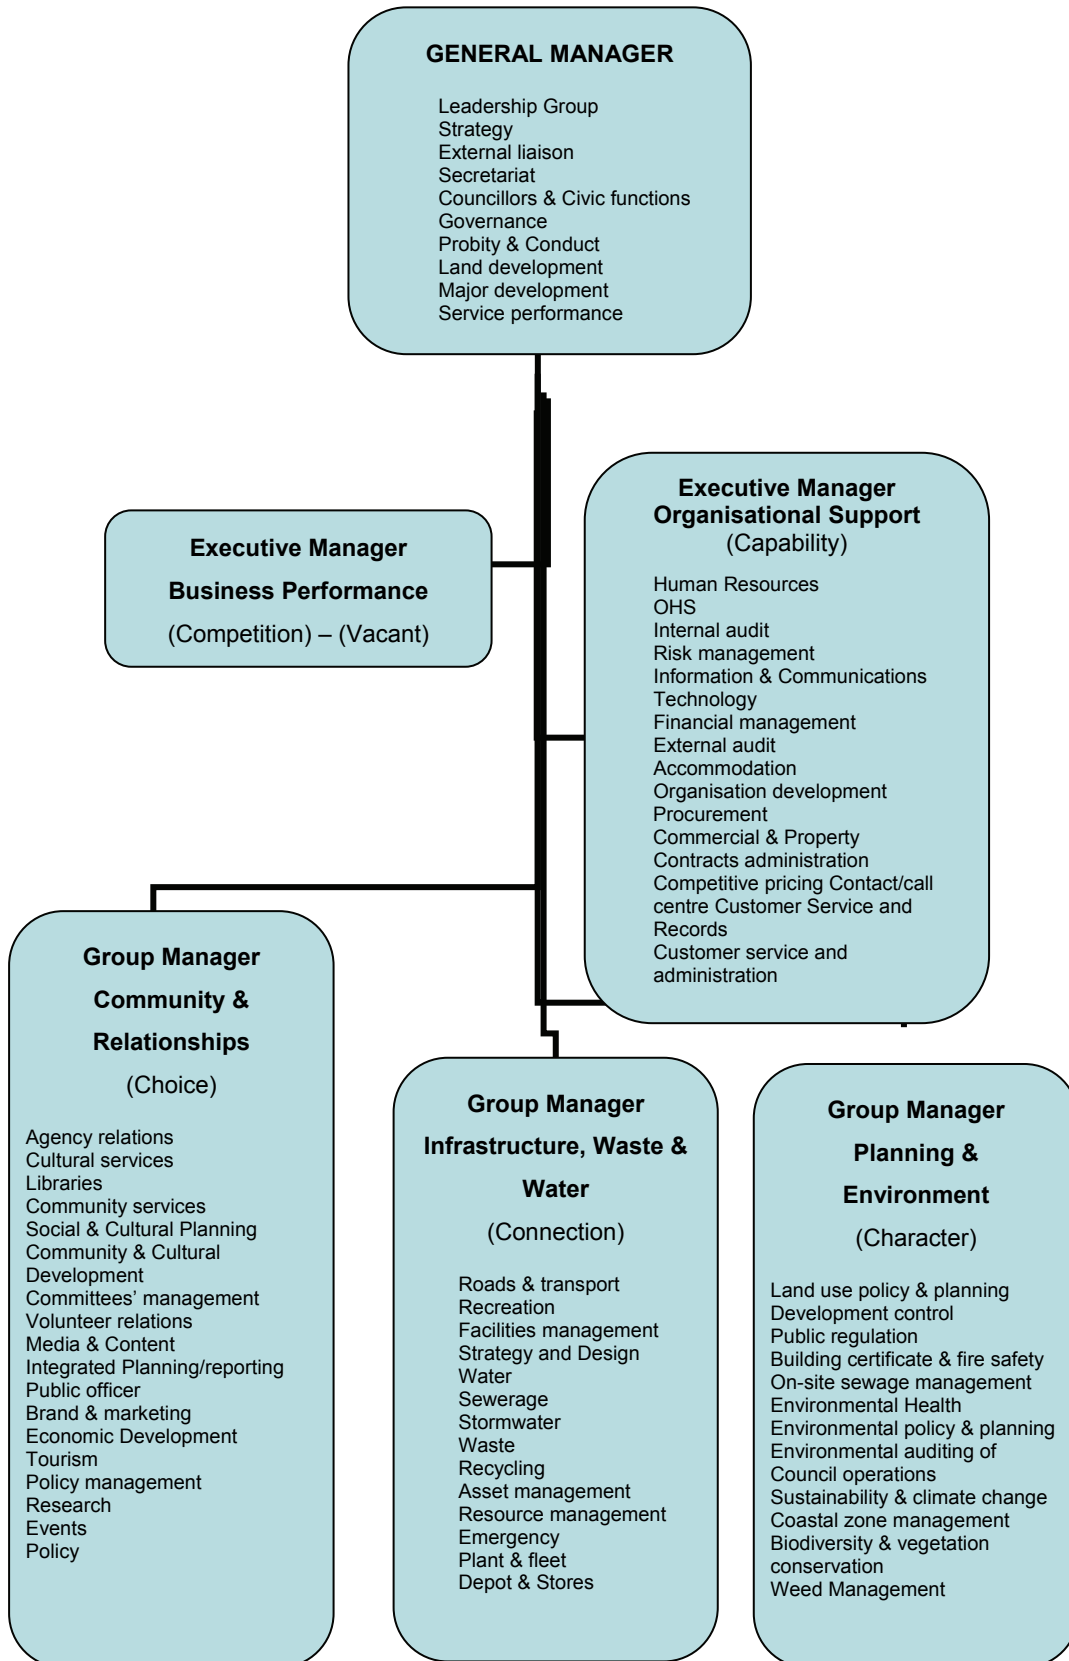 GENERAL MANAGER
Leadership Group
Strategy
External liaison
Secretariat
Councillors & Civic functions
Governance
Probity & Conduct
Land development
Major development
Service performance
Executive Manager
Business Performance
(Competition) – (Vacant)
Executive Manager
Organisational Support
(Capability)
Human Resources
OHS
Internal audit
Risk management
Information & Communications
Technology
Financial management
External audit
Accommodation
Organisation development
Procurement
Commercial & Property
Contracts administration
Competitive pricing Contact/call
centre Customer Service and
Records
Customer service and
administration
Group Manager
Community &
Relationships
(Choice)
Agency relations
Cultural services
Libraries
Community services
Social & Cultural Planning
Community & Cultural
Development
Committees’ management
Volunteer relations
Media & Content
Integrated Planning/reporting
Public officer
Brand & marketing
Economic Development
Tourism
Policy management
Research
Events
Policy
Group Manager
Infrastructure, Waste &
Water
(Connection)
Roads & transport
Recreation
Facilities management
Strategy and Design
Water
Sewerage
Stormwater
Waste
Recycling
Asset management
Resource management
Emergency
Plant & fleet
Depot & Stores
Group Manager
Planning &
Environment
(Character)
Land use policy & planning
Development control
Public regulation
Building certificate & fire safety
On-site sewage management
Environmental Health
Environmental policy & planning
Environmental auditing of
Council operations
Sustainability & climate change
Coastal zone management
Biodiversity & vegetation
conservation
Weed Management